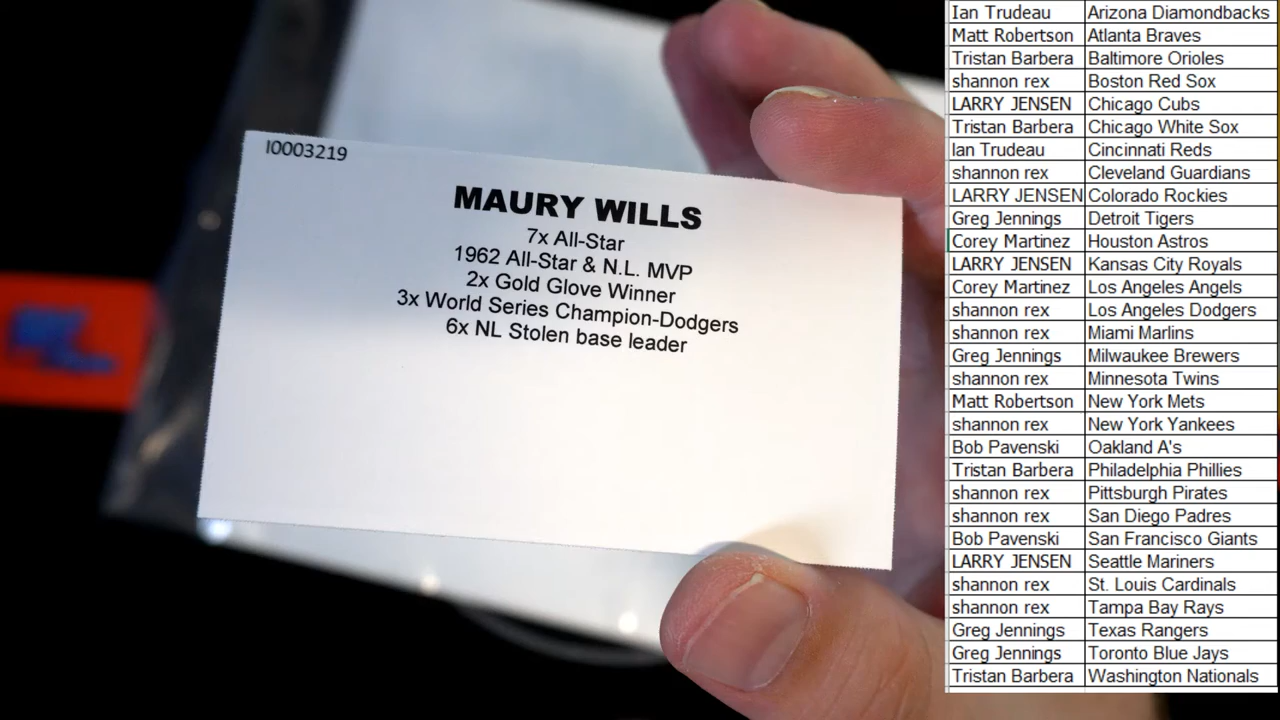 I0003219
MAURY WILLS
7x All-Star
1962 All-Star & N.L. MVP
2x Gold Glove Winner
3x World Series Champion-Dodgers
6x NL Stolen base leader
Ian Trudeau Arizona Diamondbacks
Matt Robertson Atlanta Braves
Tristan Barbera Baltimore Orioles
shannon rex Boston Red Sox
LARRY JENSEN Chicago Cubs
Tristan Barbera Chicago White Sox
Ian Trudeau Cincinnati Reds
shannon rex Cleveland Guardians
LARRY JENSEN Colorado Rockies
Greg Jennings Detroit Tigers
Corey Martinez Houston Astros
LARRY JENSEN Kansas City Royals
Corey Martinez Los Angeles Angels
shannon rex Los Angeles Dodgers
shannon rex Miami Marlins
Greg Jennings Milwaukee Brewers
shannon rex Minnesota Twins
Matt Robertson New York Mets
shannon rex New York Yankees
Bob Pavenski Oakland A's
Tristan Barbera Philadelphia Phillies
shannon rex Pittsburgh Pirates
shannon rex San Diego Padres
Bob Pavenski San Francisco Giants
LARRY JENSEN Seattle Mariners
shannon rex St. Louis Cardinals
shannon rex Tampa Bay Rays
Greg Jennings Texas Rangers
Greg Jennings Toronto Blue Jays
Tristan Barbera Washington Nationals